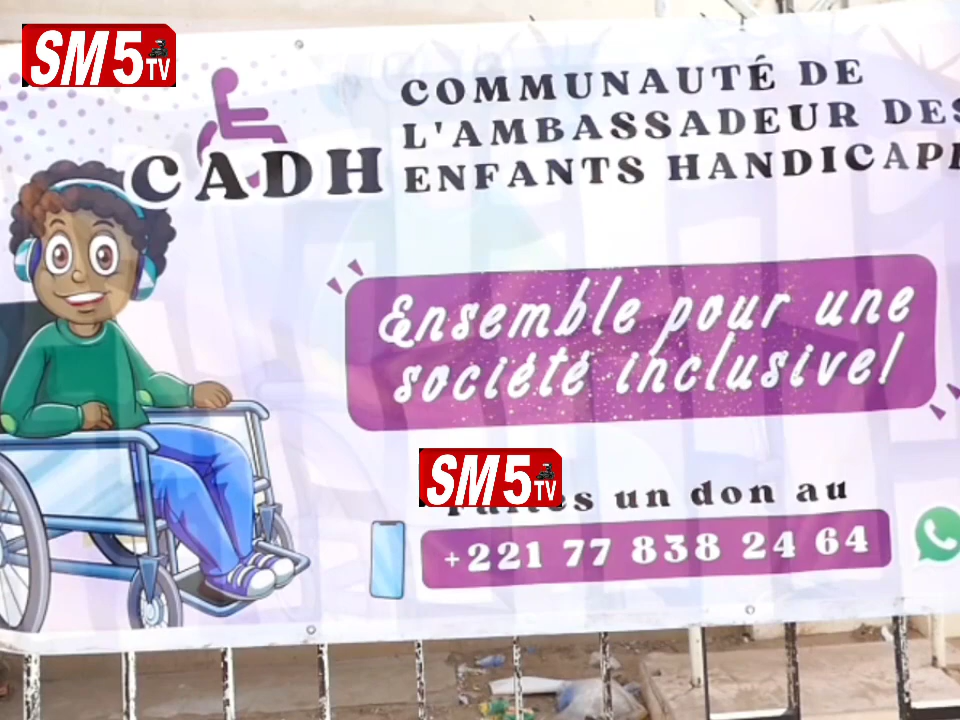 SM5TV
COMMUNAUTÉ DE
L'AMBASSADEUR DES
ENFANTS HANDICAP
CADH
Ensemble pour une
société inclusive!
SM5TV
Faites un don au
+221 77 838 24 64